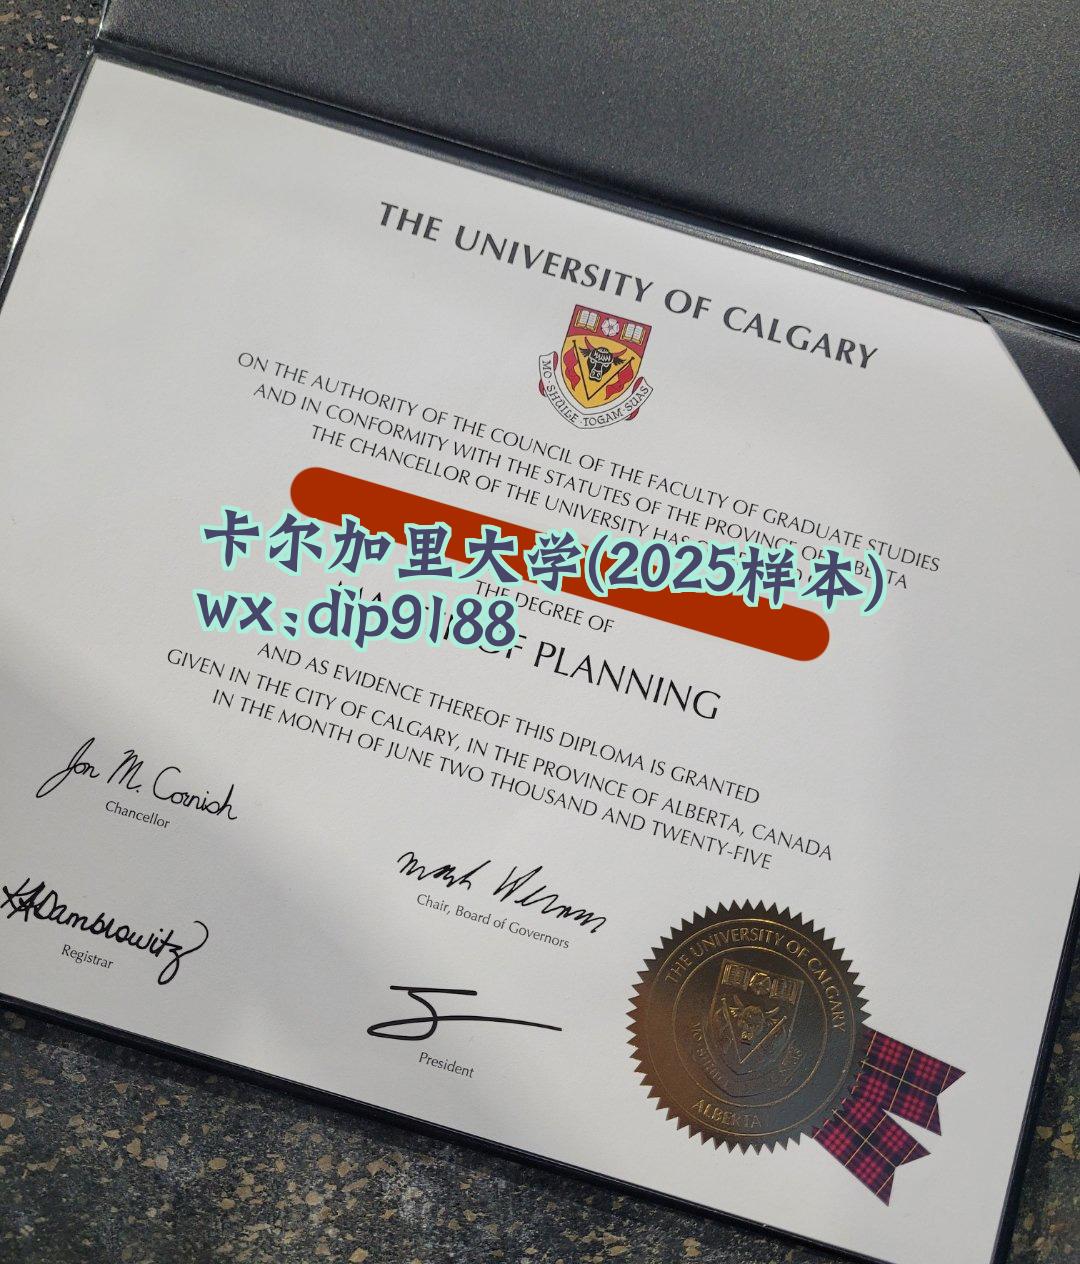 THE UNIVERSITY OF CALGARY
MO·SHÙILE·TOGAM·SUAS
ON THE AUTHORITY OF THE COUNCIL OF THE FACULTY OF GRADUATE STUDIES
AND IN CONFORMITY WITH THE STATUTES OF THE PROVINCE OF ALBERTA
THE CHANCELLOR OF THE UNIVERSITY HAS
卡尔加里大学(2025样本)
THE DEGREE OF
wx:dip9188
OF PLANNING
AND AS EVIDENCE THEREOF THIS DIPLOMA IS GRANTED
GIVEN IN THE CITY OF CALGARY, IN THE PROVINCE OF ALBERTA, CANADA
IN THE MONTH OF JUNE TWO THOUSAND AND TWENTY-FIVE
Jon M. Cornish
Chancellor
Mark
Chair, Board of Governors
KADambrowitz
Registrar
President
THE UNIVERSITY OF CALGARY
ALBERTA